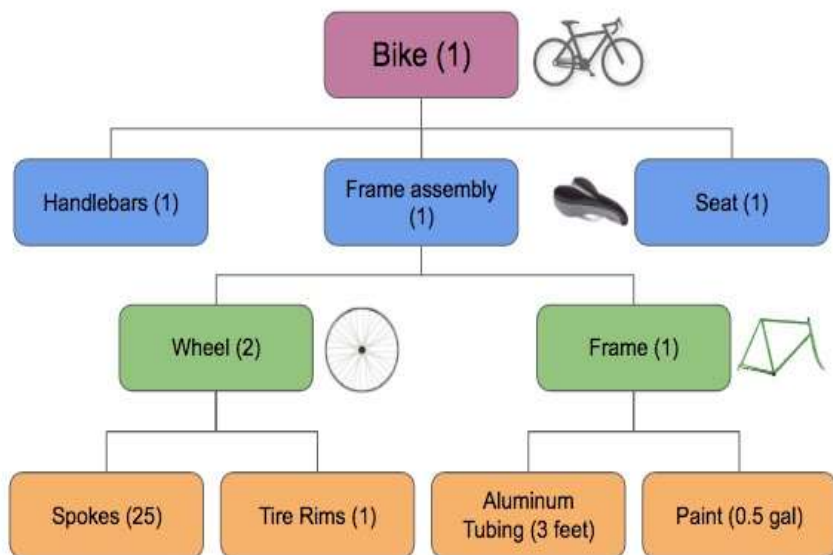 Bike (1)
Handlebars (1)
Frame assembly
(1)
Seat (1)
Wheel (2)
Frame (1)
Spokes (25)
Tire Rims (1)
Aluminum
Tubing (3 feet)
Paint (0.5 gal)